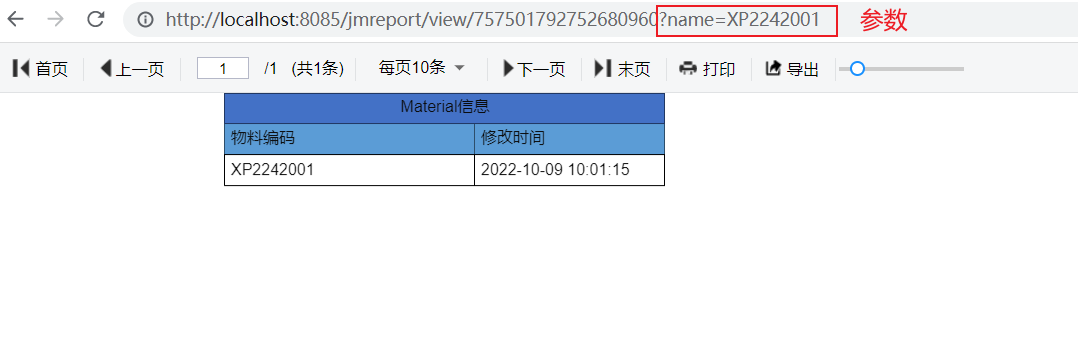 http://localhost:8085/jmreport/view/757501792752680960?name=XP2242001 参数
首页 上一页 1 /1 (共1条) 每页10条 下一页 末页 打印 导出
Material信息
物料编码 修改时间
XP2242001 2022-10-09 10:01:15